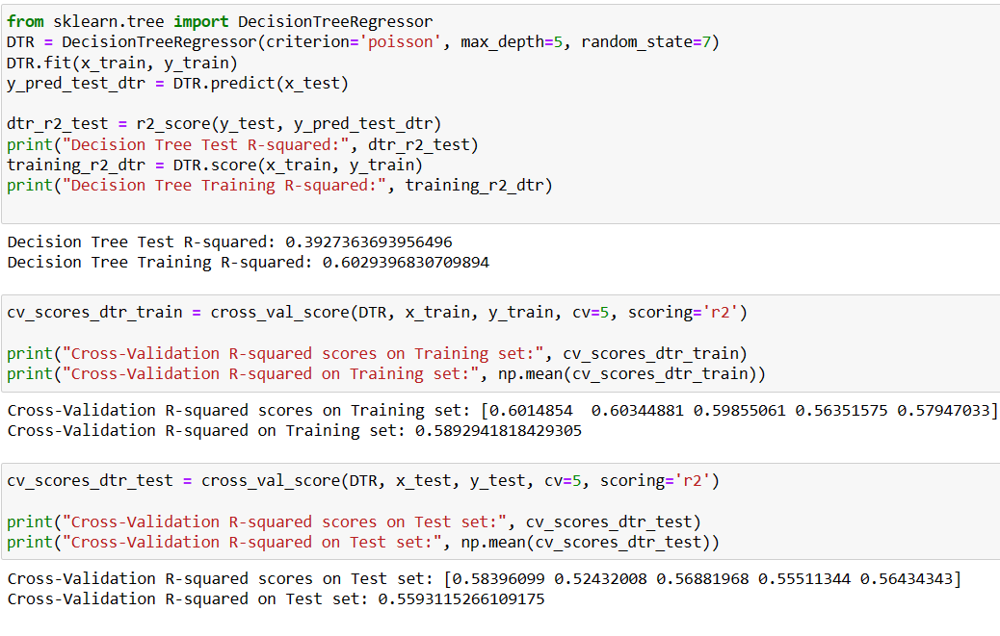 from sklearn.tree import DecisionTreeRegressor
DTR = DecisionTreeRegressor(criterion='poisson', max_depth=5, random_state=7)
DTR.fit(x_train, y_train)
y_pred_test_dtr = DTR.predict(x_test)
dtr_r2_test = r2_score(y_test, y_pred_test_dtr)
print("Decision Tree Test R-squared:", dtr_r2_test)
training_r2_dtr = DTR.score(x_train, y_train)
print("Decision Tree Training R-squared:", training_r2_dtr)
Decision Tree Test R-squared: 0.3927363693956496
Decision Tree Training R-squared: 0.6029396830709894
cv_scores_dtr_train = cross_val_score(DTR, x_train, y_train, cv=5, scoring='r2')
print("Cross-Validation R-squared scores on Training set:", cv_scores_dtr_train)
print("Cross-Validation R-squared on Training set:", np.mean(cv_scores_dtr_train))
Cross-Validation R-squared scores on Training set: [0.6014854  0.60344881 0.59855061 0.56351575 0.57947033]
Cross-Validation R-squared on Training set: 0.5892941818429305
cv_scores_dtr_test = cross_val_score(DTR, x_test, y_test, cv=5, scoring='r2')
print("Cross-Validation R-squared scores on Test set:", cv_scores_dtr_test)
print("Cross-Validation R-squared on Test set:", np.mean(cv_scores_dtr_test))
Cross-Validation R-squared scores on Test set: [0.58396099 0.52432008 0.56881968 0.55511344 0.56434343]
Cross-Validation R-squared on Test set: 0.5593115266109175